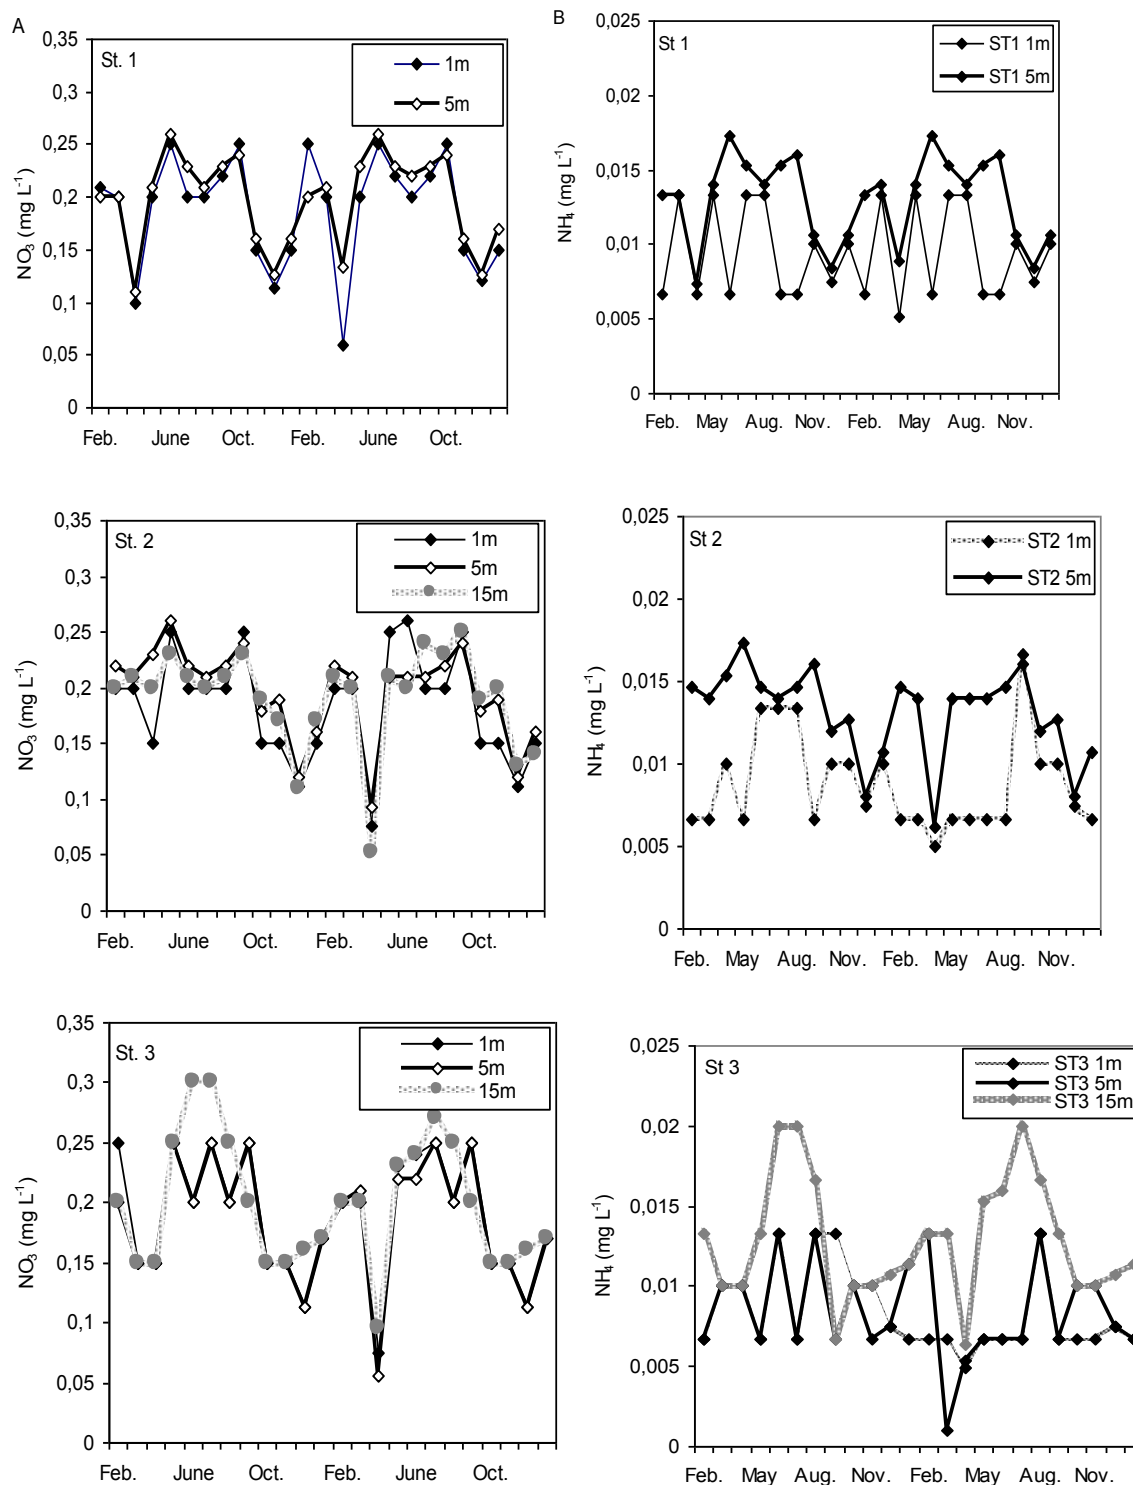 A
0,35
0,3
0,25
0,2
0,15
0,1
0,05
0
NO₃ (mg L⁻¹)
St. 1
1m
5m
Feb. June Oct. Feb. June Oct.
B
0,025
0,02
0,015
0,01
0,005
0
NH₄ (mg L⁻¹)
St 1
ST1 1m
ST1 5m
Feb. May Aug. Nov. Feb. May Aug. Nov.
0,35
0,3
0,25
0,2
0,15
0,1
0,05
0
NO₃ (mg L⁻¹)
St. 2
1m
5m
15m
Feb. June Oct. Feb. June Oct.
0,025
0,02
0,015
0,01
0,005
0
NH₄ (mg L⁻¹)
St 2
ST2 1m
ST2 5m
Feb. May Aug. Nov. Feb. May Aug. Nov.
0,35
0,3
0,25
0,2
0,15
0,1
0,05
0
NO₃ (mg L⁻¹)
St. 3
1m
5m
15m
Feb. June Oct. Feb. June Oct.
0,025
0,02
0,015
0,01
0,005
0
NH₄ (mg L⁻¹)
St 3
ST3 1m
ST3 5m
ST3 15m
Feb. May Aug. Nov. Feb. May Aug. Nov.